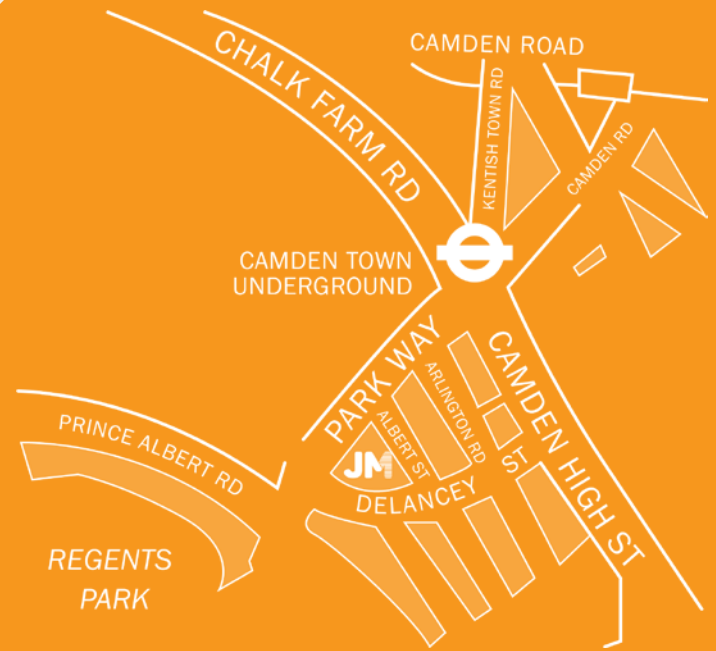 CAMDEN ROAD
CHALK FARM RD
KENTISH TOWN RD
CAMDEN RD
CAMDEN TOWN
UNDERGROUND
PARK WAY
CAMDEN HIGH ST
ARLINGTON RD
ALBERT ST
PRINCE ALBERT RD
JM
DELANCEY ST
REGENTS
PARK